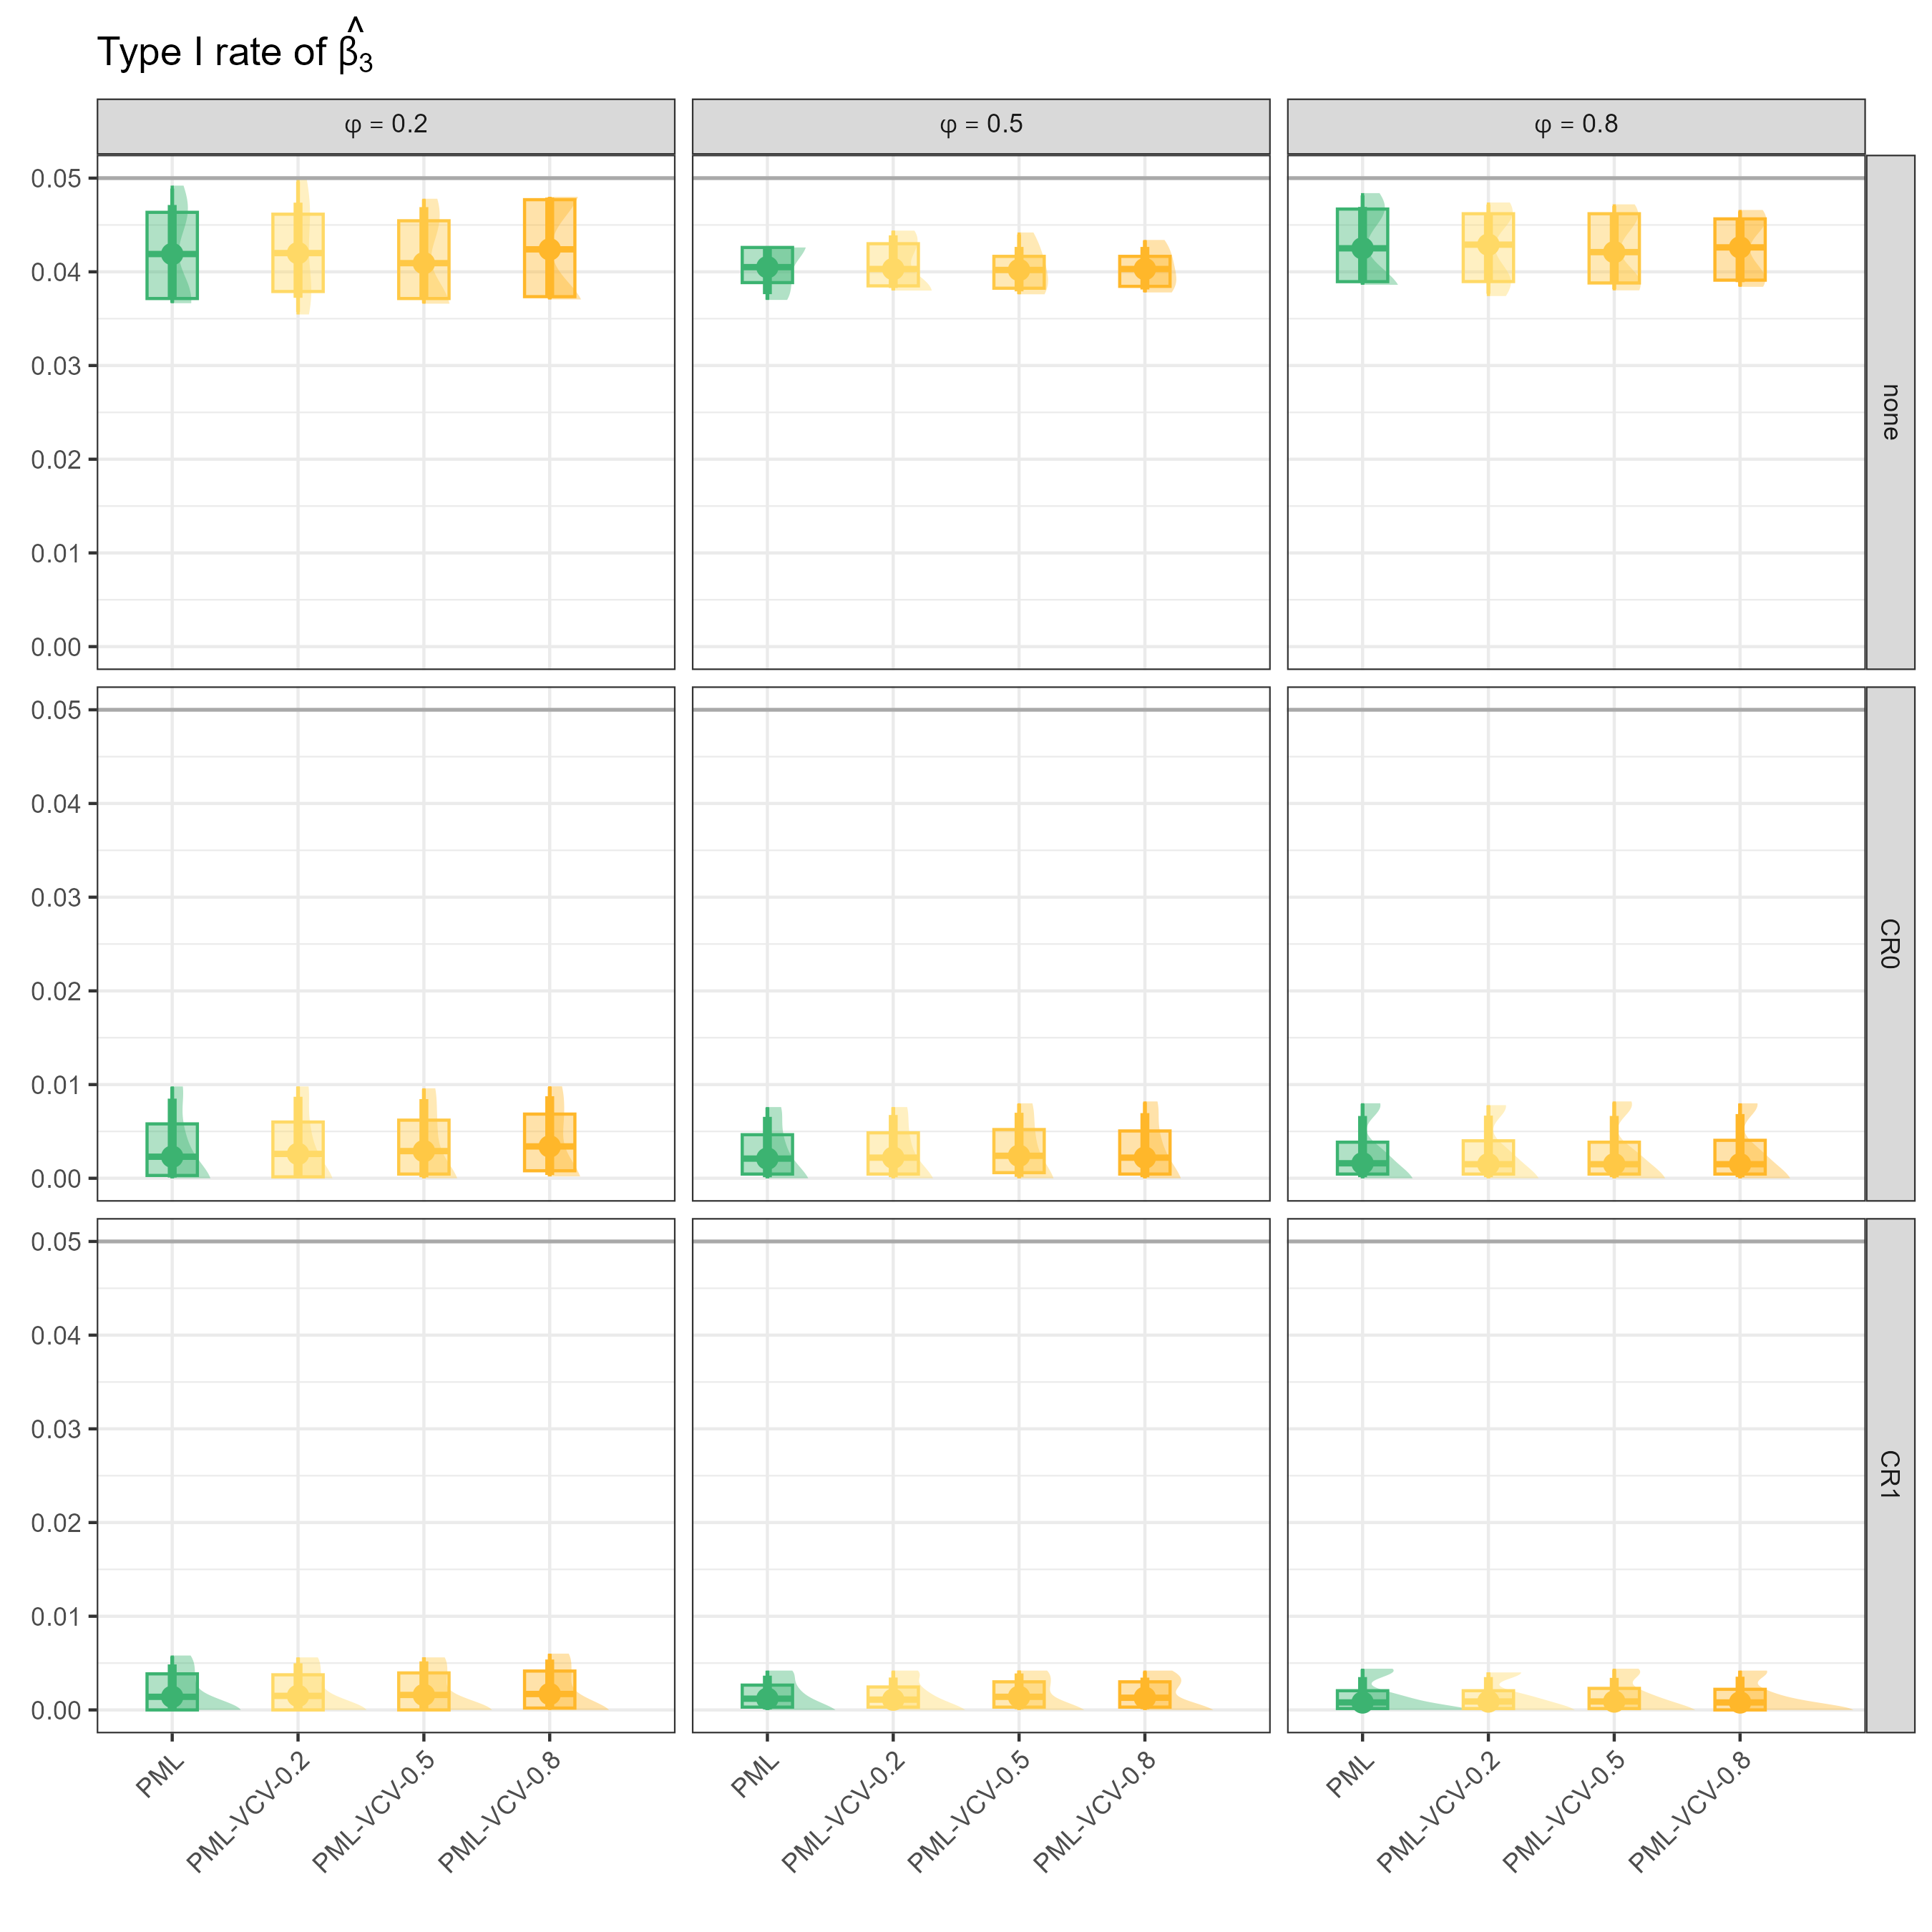 Type I rate of β̂₃
φ = 0.2
φ = 0.5
φ = 0.8
0.05
0.04
0.03
0.02
0.01
0.00
none
0.05
0.04
0.03
0.02
0.01
0.00
CR0
0.05
0.04
0.03
0.02
0.01
0.00
CR1
PML
PML-VCV-0.2
PML-VCV-0.5
PML-VCV-0.8
PML
PML-VCV-0.2
PML-VCV-0.5
PML-VCV-0.8
PML
PML-VCV-0.2
PML-VCV-0.5
PML-VCV-0.8